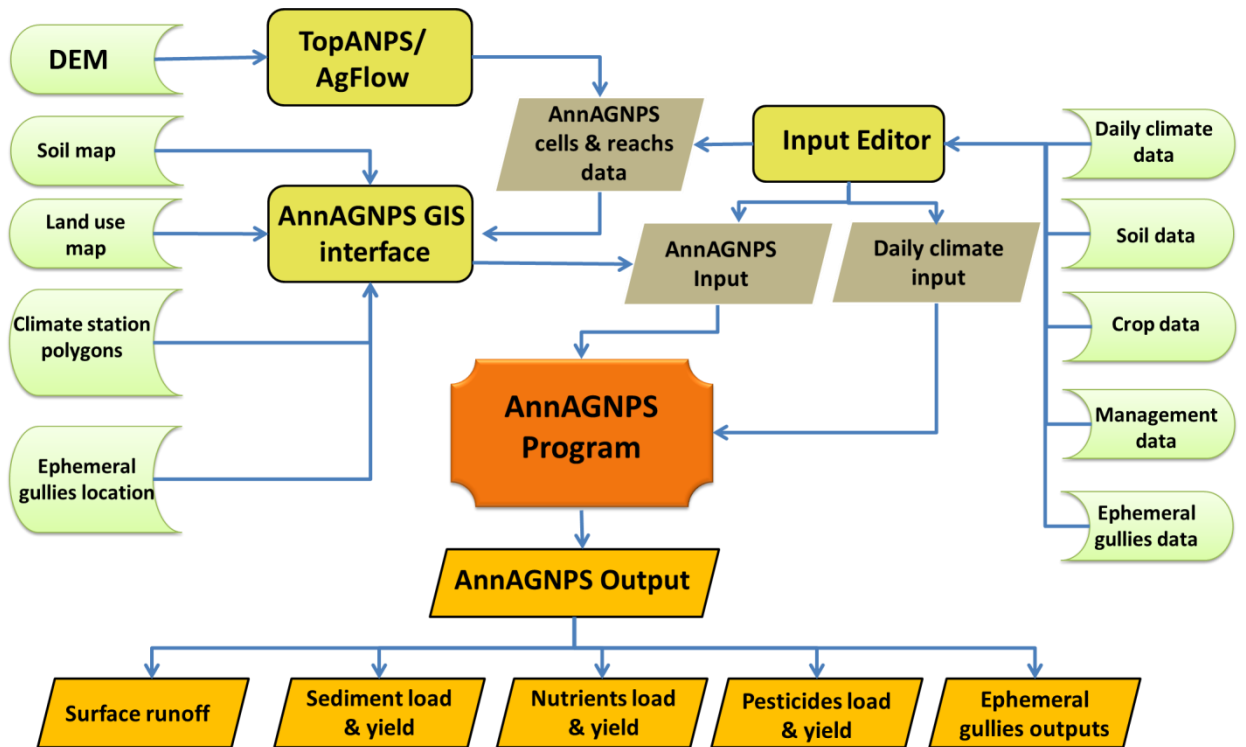 DEM
TopANPS/
AgFlow
Soil map
AnnAGNPS
cells & reachs
data
Input Editor
Daily climate
data
Land use
map
AnnAGNPS GIS
interface
AnnAGNPS
Input
Daily climate
input
Soil data
Climate station
polygons
Crop data
AnnAGNPS
Program
Management
data
Ephemeral
gullies location
Ephemeral
gullies data
AnnAGNPS Output
Surface runoff
Sediment load
& yield
Nutrients load
& yield
Pesticides load
& yield
Ephemeral
gullies outputs